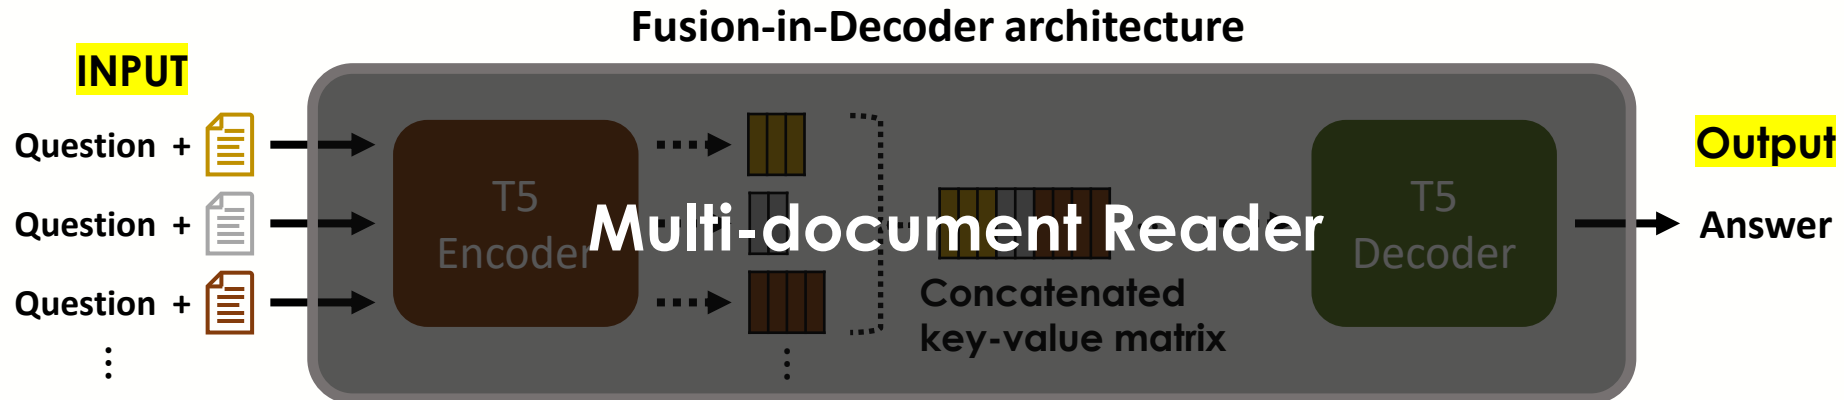 Fusion-in-Decoder architecture
INPUT
Question +
Question +
Question +
⋮
T5
Encoder
Multi-document Reader
⋮
Concatenated
key-value matrix
T5
Decoder
Output
Answer